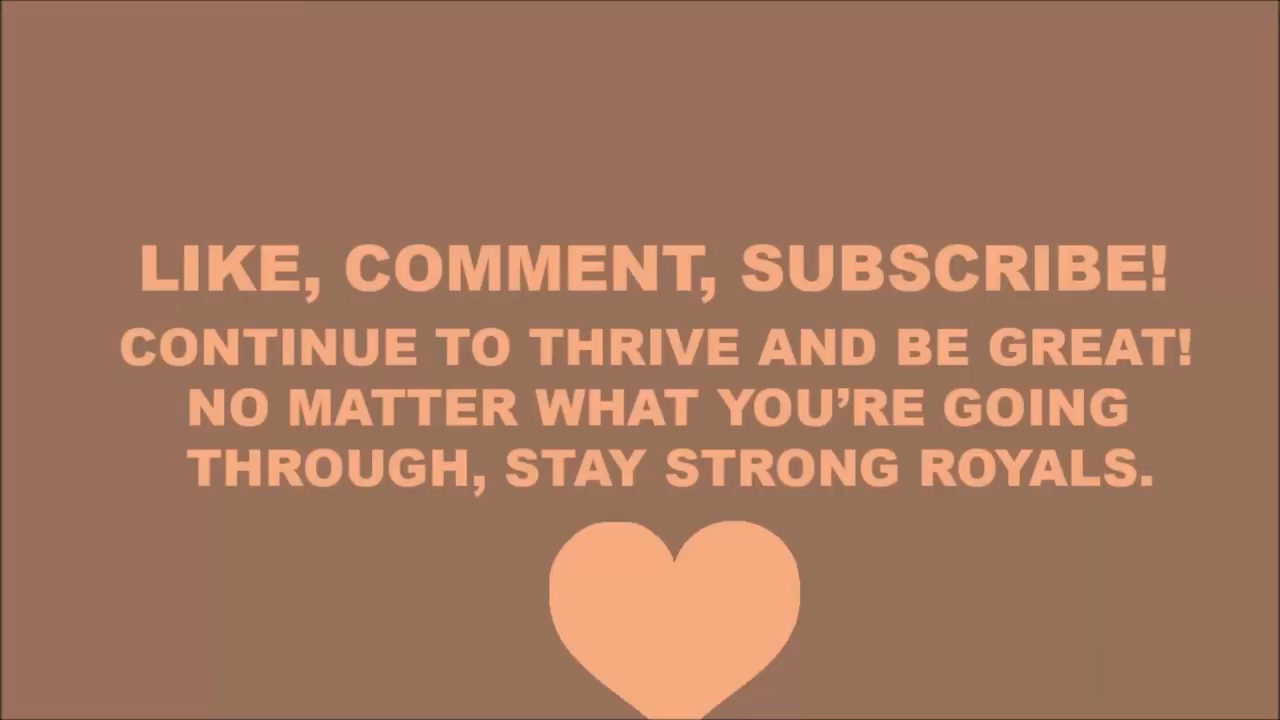 LIKE, COMMENT, SUBSCRIBE!
CONTINUE TO THRIVE AND BE GREAT!
NO MATTER WHAT YOU’RE GOING
THROUGH, STAY STRONG ROYALS.